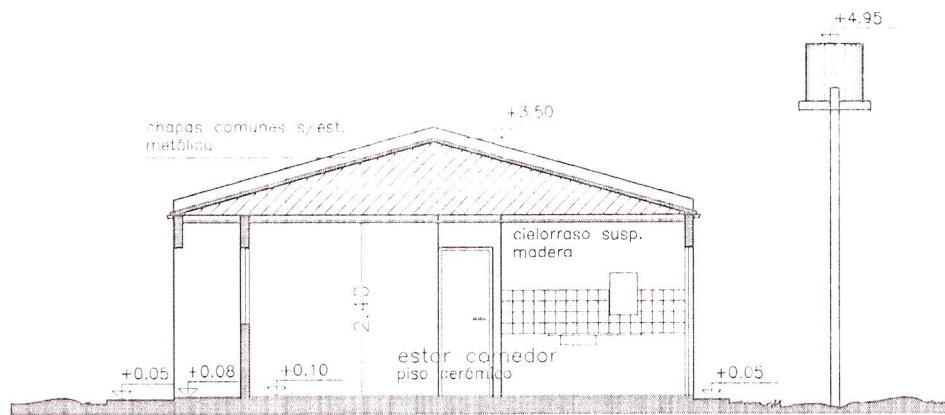 +4.95
+3.50
chapas comunes s/est.
metálica
cielorraso susp.
madera
2.40
estar comedor
piso cerámico
+0.05
+0.08
+0.10
+0.05